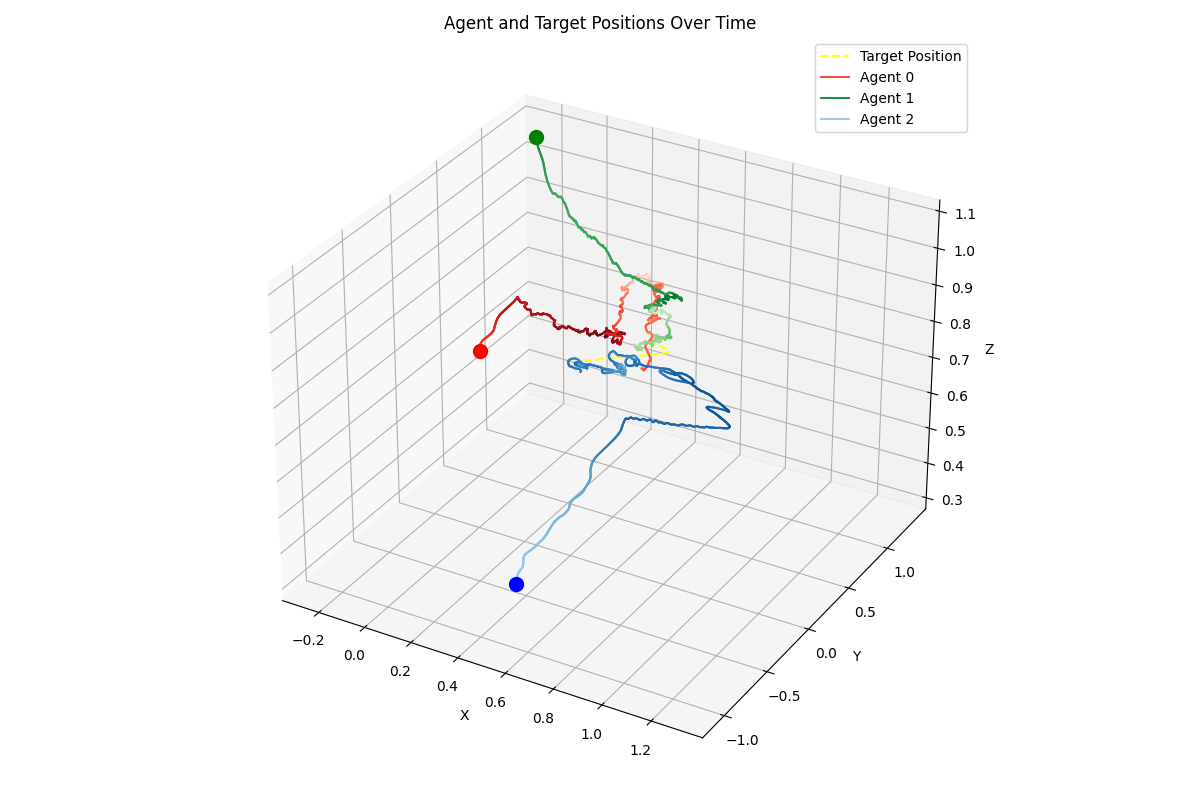 Agent and Target Positions Over Time
Target Position
Agent 0
Agent 1
Agent 2
1.1
1.0
0.9
0.8
0.7
0.6
0.5
0.4
0.3
Z
1.0
0.5
0.0
−0.5
−1.0
Y
−0.2
0.0
0.2
0.4
0.6
0.8
1.0
1.2
X